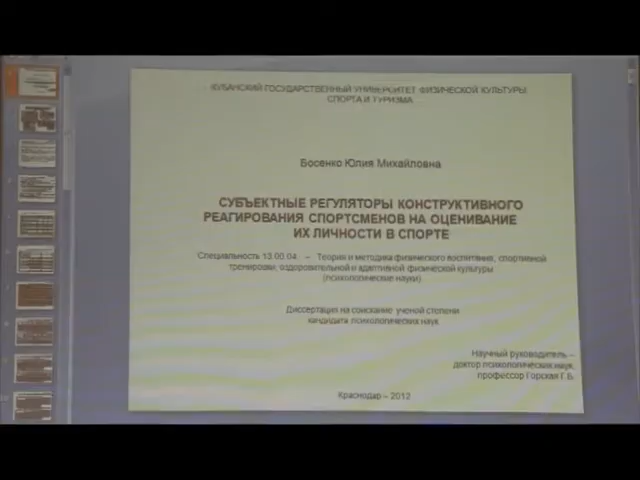 КУБАНСКИЙ ГОСУДАРСТВЕННЫЙ УНИВЕРСИТЕТ ФИЗИЧЕСКОЙ КУЛЬТУРЫ
СПОРТА И ТУРИЗМА
Босенко Юлия Михайловна
СУБЪЕКТНЫЕ РЕГУЛЯТОРЫ КОНСТРУКТИВНОГО
РЕАГИРОВАНИЯ СПОРТСМЕНОВ НА ОЦЕНИВАНИЕ
ИХ ЛИЧНОСТИ В СПОРТЕ
Специальность 13.00.04 – Теория и методика физического воспитания, спортивной
тренировки, оздоровительной и адаптивной физической культуры
(психологические науки)
Диссертация на соискание ученой степени
кандидата психологических наук
Научный руководитель –
доктор психологических наук,
профессор Горская Г.Б.
Краснодар – 2012